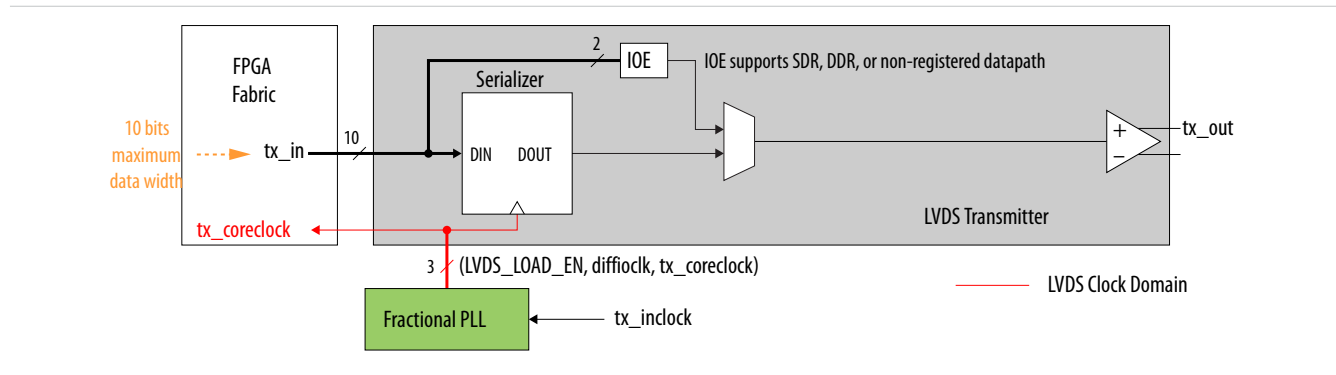 FPGA
Fabric
10 bits
maximum
data width
tx_in
10
tx_coreclock
2
IOE
IOE supports SDR, DDR, or non-registered datapath
Serializer
DIN
DOUT
+
−
tx_out
LVDS Transmitter
3
(LVDS_LOAD_EN, diffioclk, tx_coreclock)
LVDS Clock Domain
Fractional PLL
tx_inclock